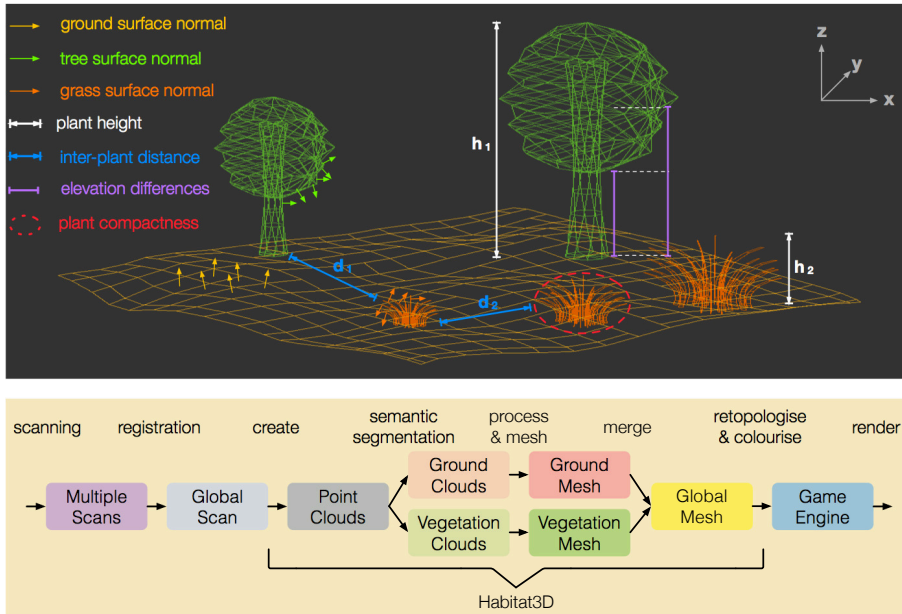 ground surface normal
tree surface normal
grass surface normal
plant height
inter-plant distance
elevation differences
plant compactness
h1
h2
d1
d2
z
y
x
scanning registration create semantic segmentation process & mesh merge retopologise & colourise render
Multiple Scans
Global Scan
Point Clouds
Ground Clouds
Ground Mesh
Vegetation Clouds
Vegetation Mesh
Global Mesh
Game Engine
Habitat3D